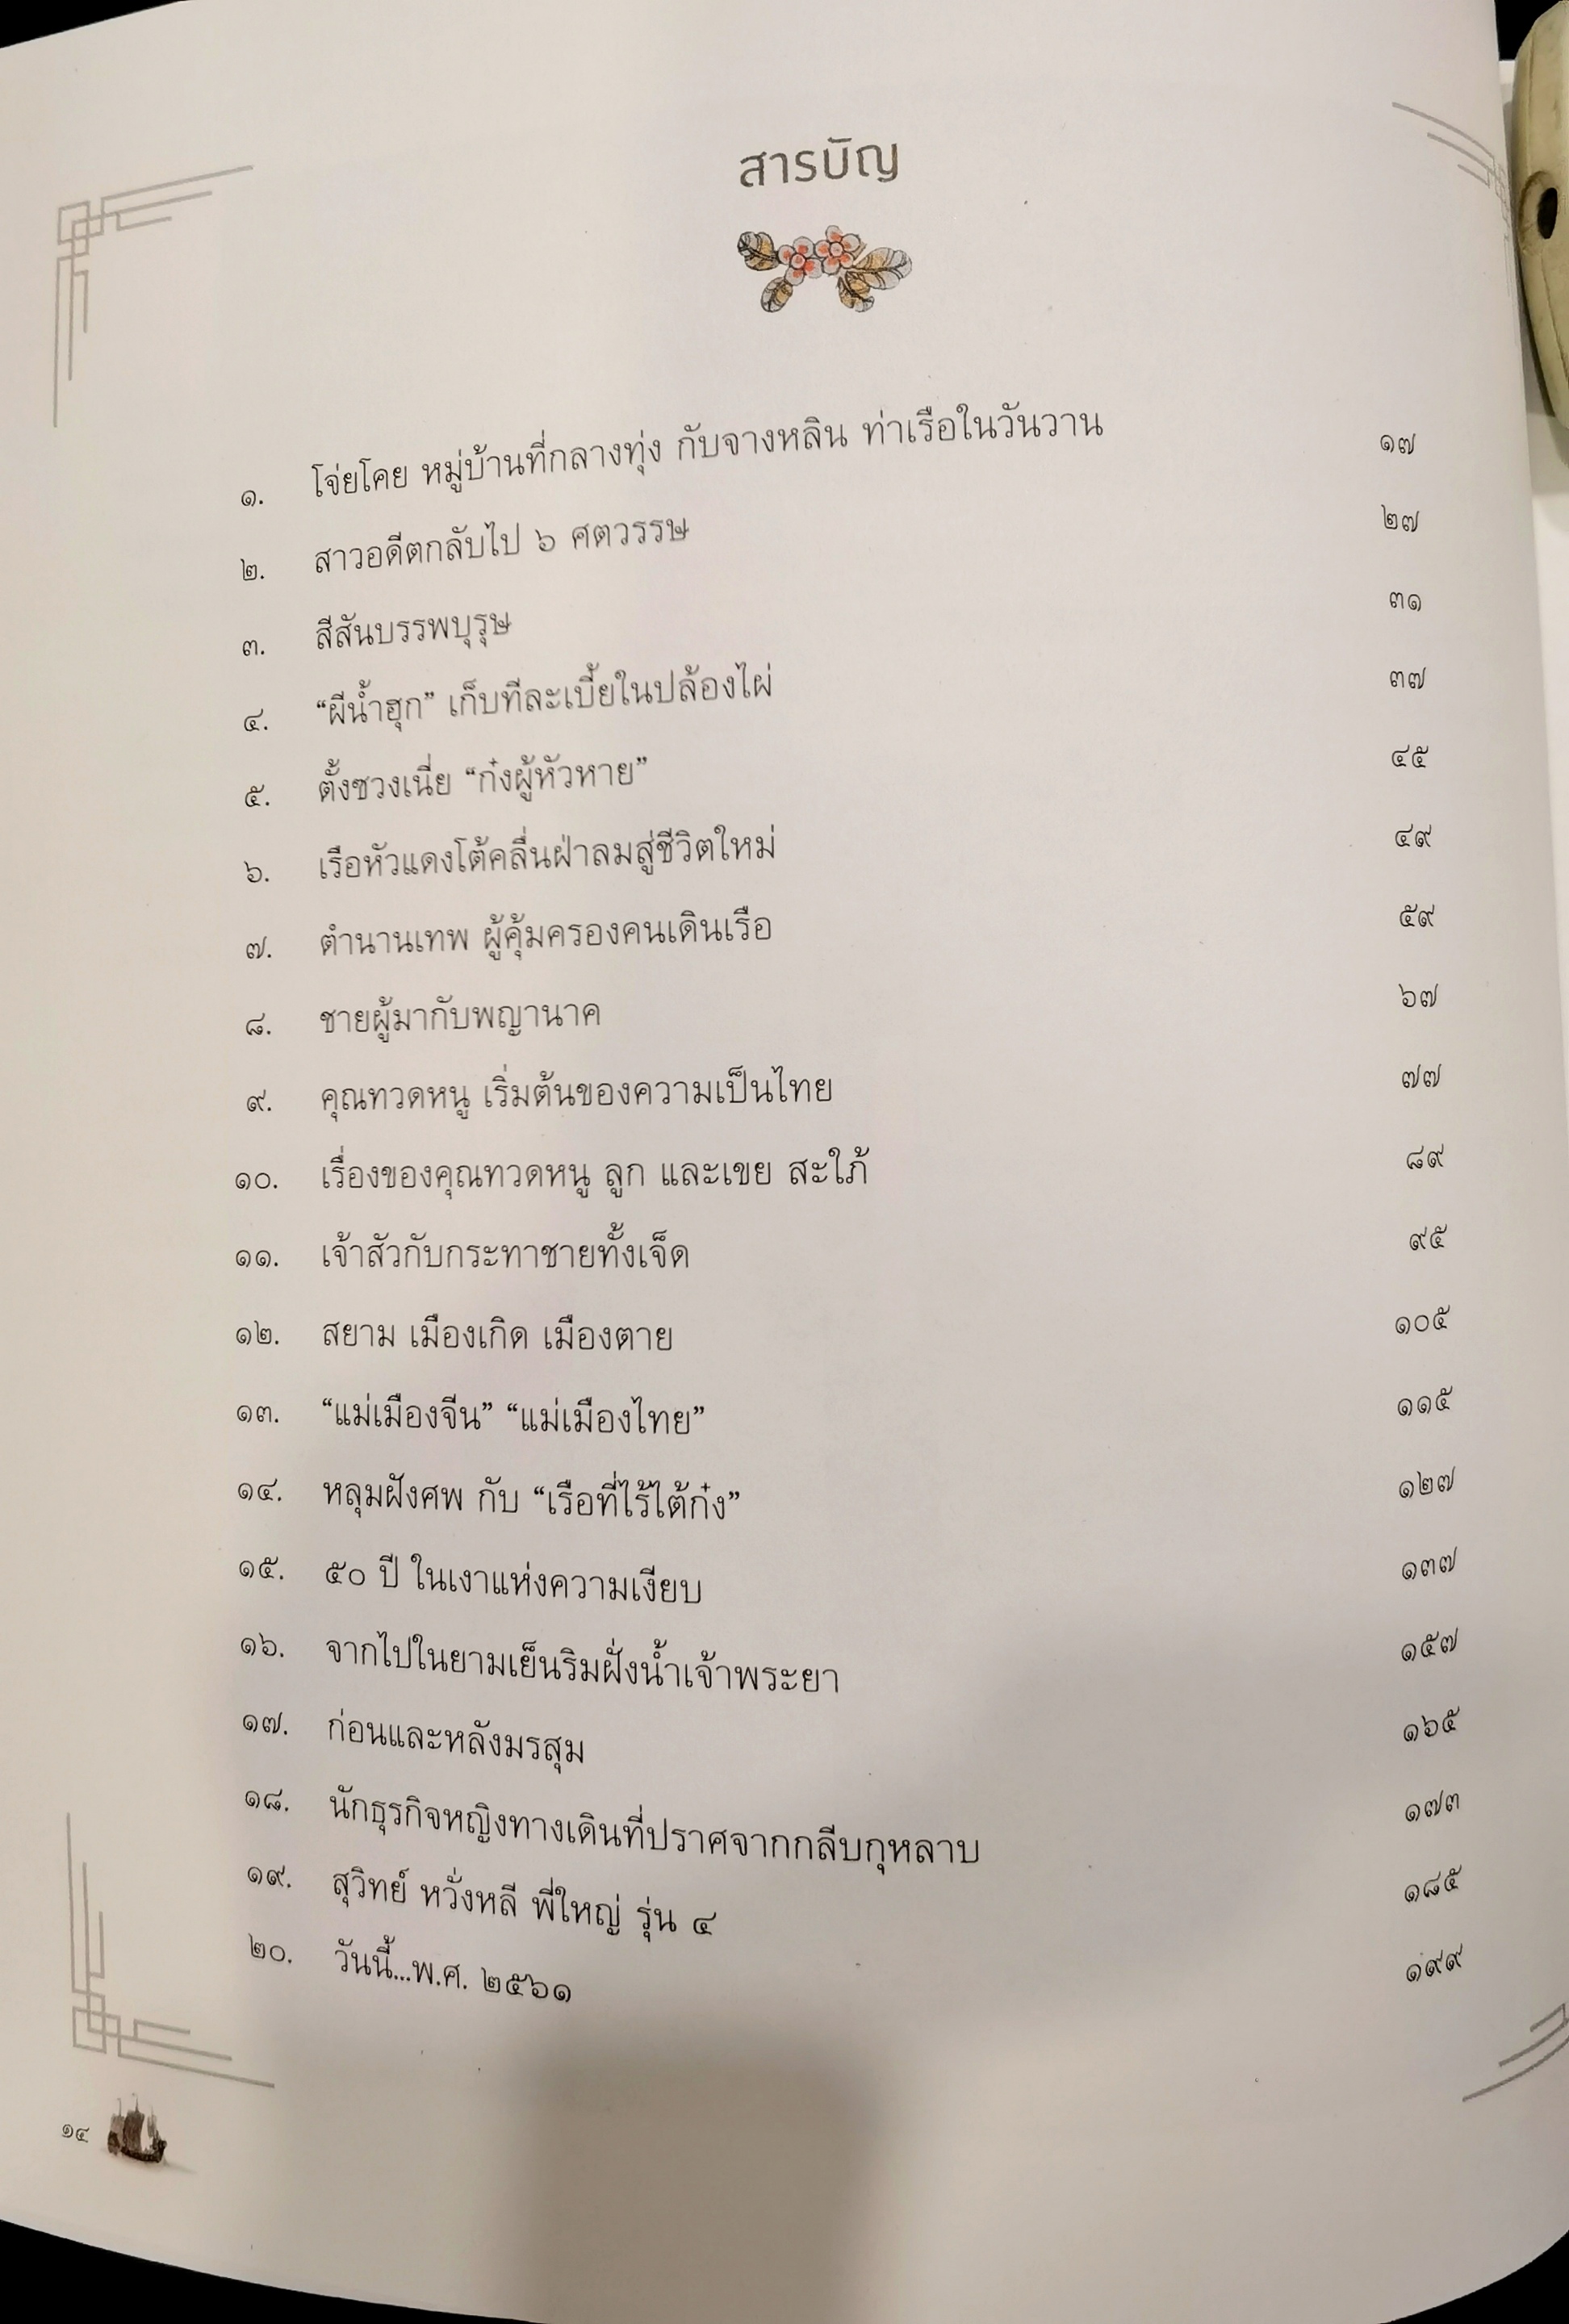 สารบัญ
๑. โจ่ยโคย หมู่บ้านที่กลางทุ่ง กับจางหลิน ท่าเรือในวันวาน ๑๗
๒. สาวอดีตกลับไป ๖ ศตวรรษ ๒๗
๓. สีสันบรรพบุรุษ ๓๑
๔. “ผีน้ำฮุก” เก็บทีละเบี้ยในปล้องไผ่ ๓๗
๕. ตั้งซวงเนี่ย “ก๋งผู้หัวหาย” ๔๕
๖. เรือหัวแดงโต้คลื่นฝ่าลมสู่ชีวิตใหม่ ๔๙
๗. ตำนานเทพ ผู้คุ้มครองคนเดินเรือ ๕๙
๘. ชายผู้มากับพญานาค ๖๗
๙. คุณทวดหนู เริ่มต้นของความเป็นไทย ๗๗
๑๐. เรื่องของคุณทวดหนู ลูก และเขย สะใภ้ ๘๙
๑๑. เจ้าสัวกับกระทาชายทั้งเจ็ด ๙๕
๑๒. สยาม เมืองเกิด เมืองตาย ๑๐๕
๑๓. “แม่เมืองจีน” “แม่เมืองไทย” ๑๑๕
๑๔. หลุมฝังศพ กับ “เรือที่ไร้ไต้ก๋ง” ๑๒๗
๑๕. ๕๐ ปี ในเงาแห่งความเงียบ ๑๓๗
๑๖. จากไปในยามเย็นริมฝั่งน้ำเจ้าพระยา ๑๕๗
๑๗. ก่อนและหลังมรสุม ๑๖๕
๑๘. นักธุรกิจหญิงทางเดินที่ปราศจากกลีบกุหลาบ ๑๗๓
๑๙. สุวิทย์ หวั่งหลี พี่ใหญ่ รุ่น ๔ ๑๘๕
๒๐. วันนี้...พ.ศ. ๒๕๖๑ ๑๙๙
๑๔